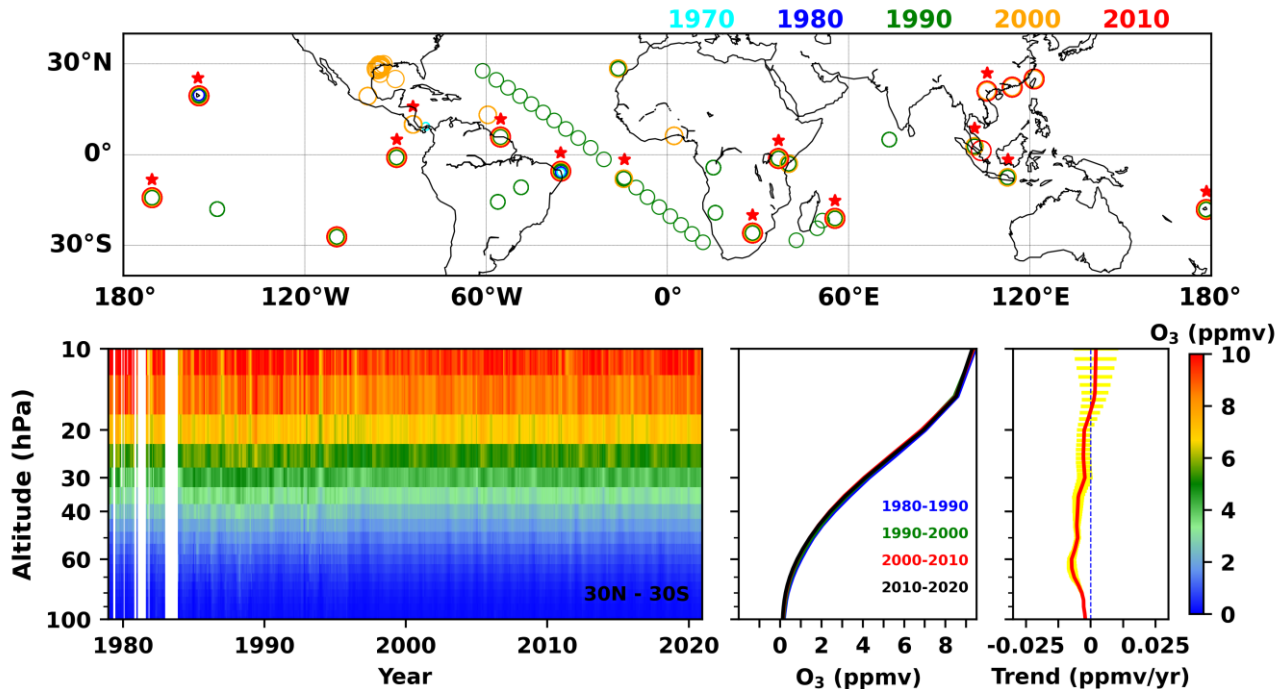 1970 1980 1990 2000 2010
30°N
0°
30°S
180° 120°W 60°W 0° 60°E 120°E 180°
O₃ (ppmv)
10
20
30
40
60
100
Altitude (hPa)
30N - 30S
1980 1990 2000 2010 2020
Year
1980-1990
1990-2000
2000-2010
2010-2020
0 2 4 6 8
O₃ (ppmv)
-0.025 0 0.025
Trend (ppmv/yr)
10
8
6
4
2
0